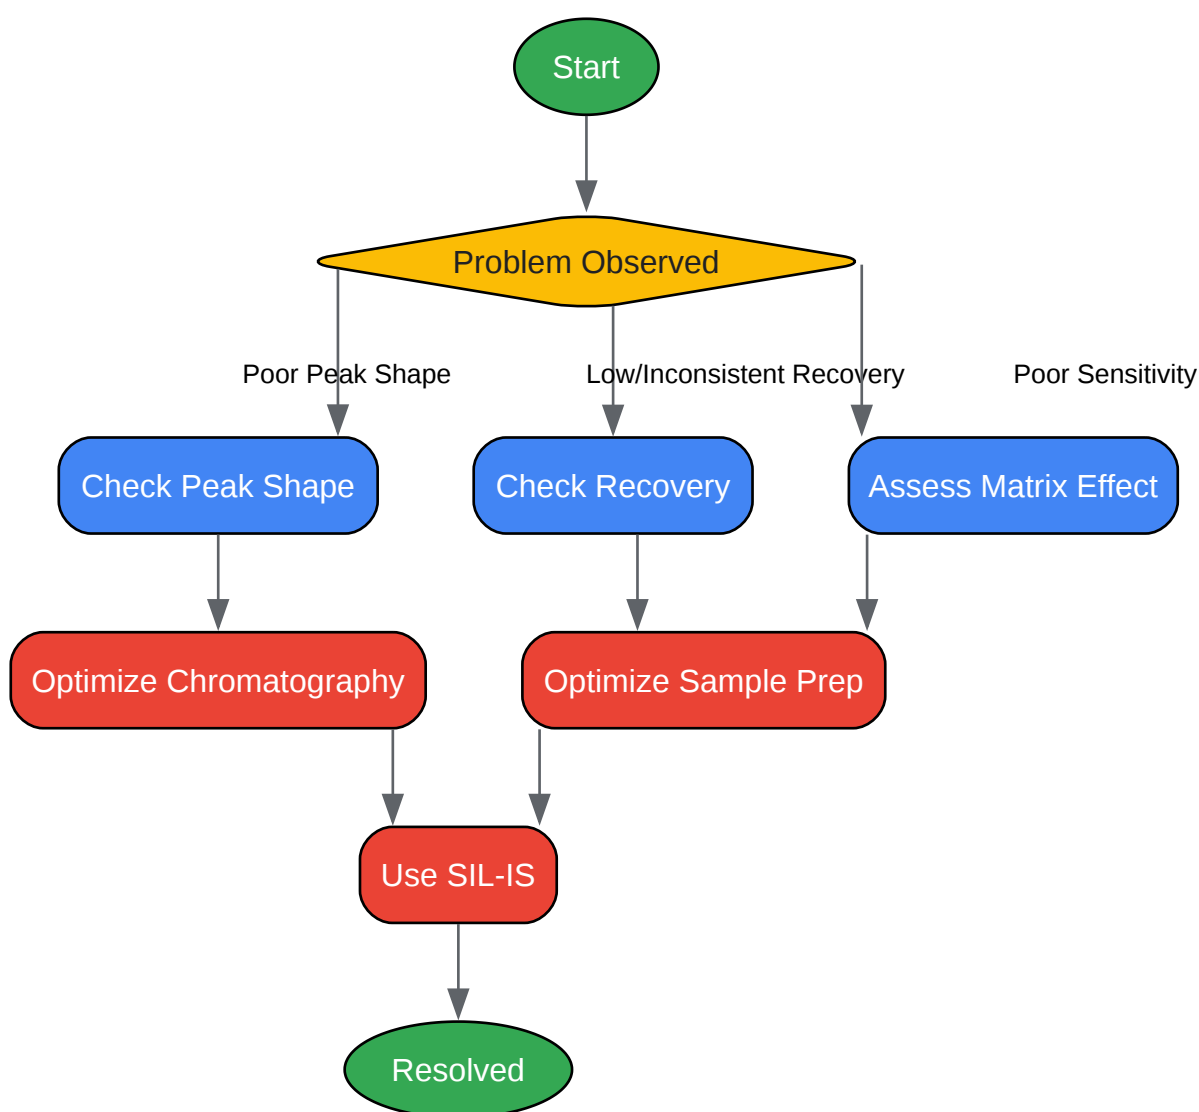 Start
Problem Observed
Poor Peak Shape
Low/Inconsistent Recovery
Poor Sensitivity
Check Peak Shape
Check Recovery
Assess Matrix Effect
Optimize Chromatography
Optimize Sample Prep
Use SIL-IS
Resolved